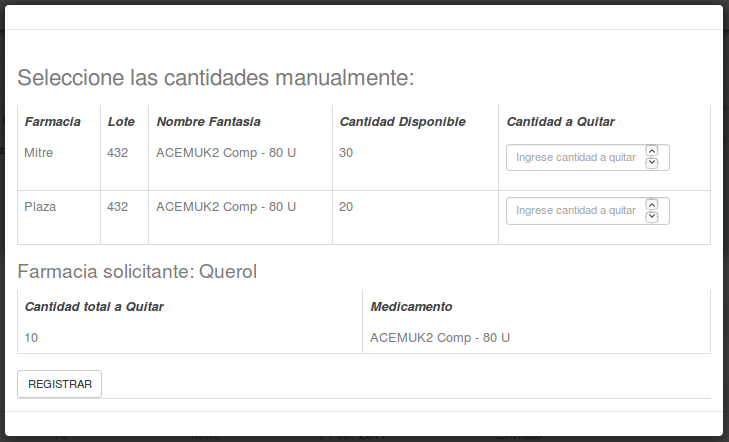 Seleccione las cantidades manualmente:
Farmacia Lote Nombre Fantasia Cantidad Disponible Cantidad a Quitar
Mitre 432 ACEMUK2 Comp - 80 U 30 Ingrese cantidad a quitar
Plaza 432 ACEMUK2 Comp - 80 U 20 Ingrese cantidad a quitar
Farmacia solicitante: Querol
Cantidad total a Quitar Medicamento
10 ACEMUK2 Comp - 80 U
REGISTRAR